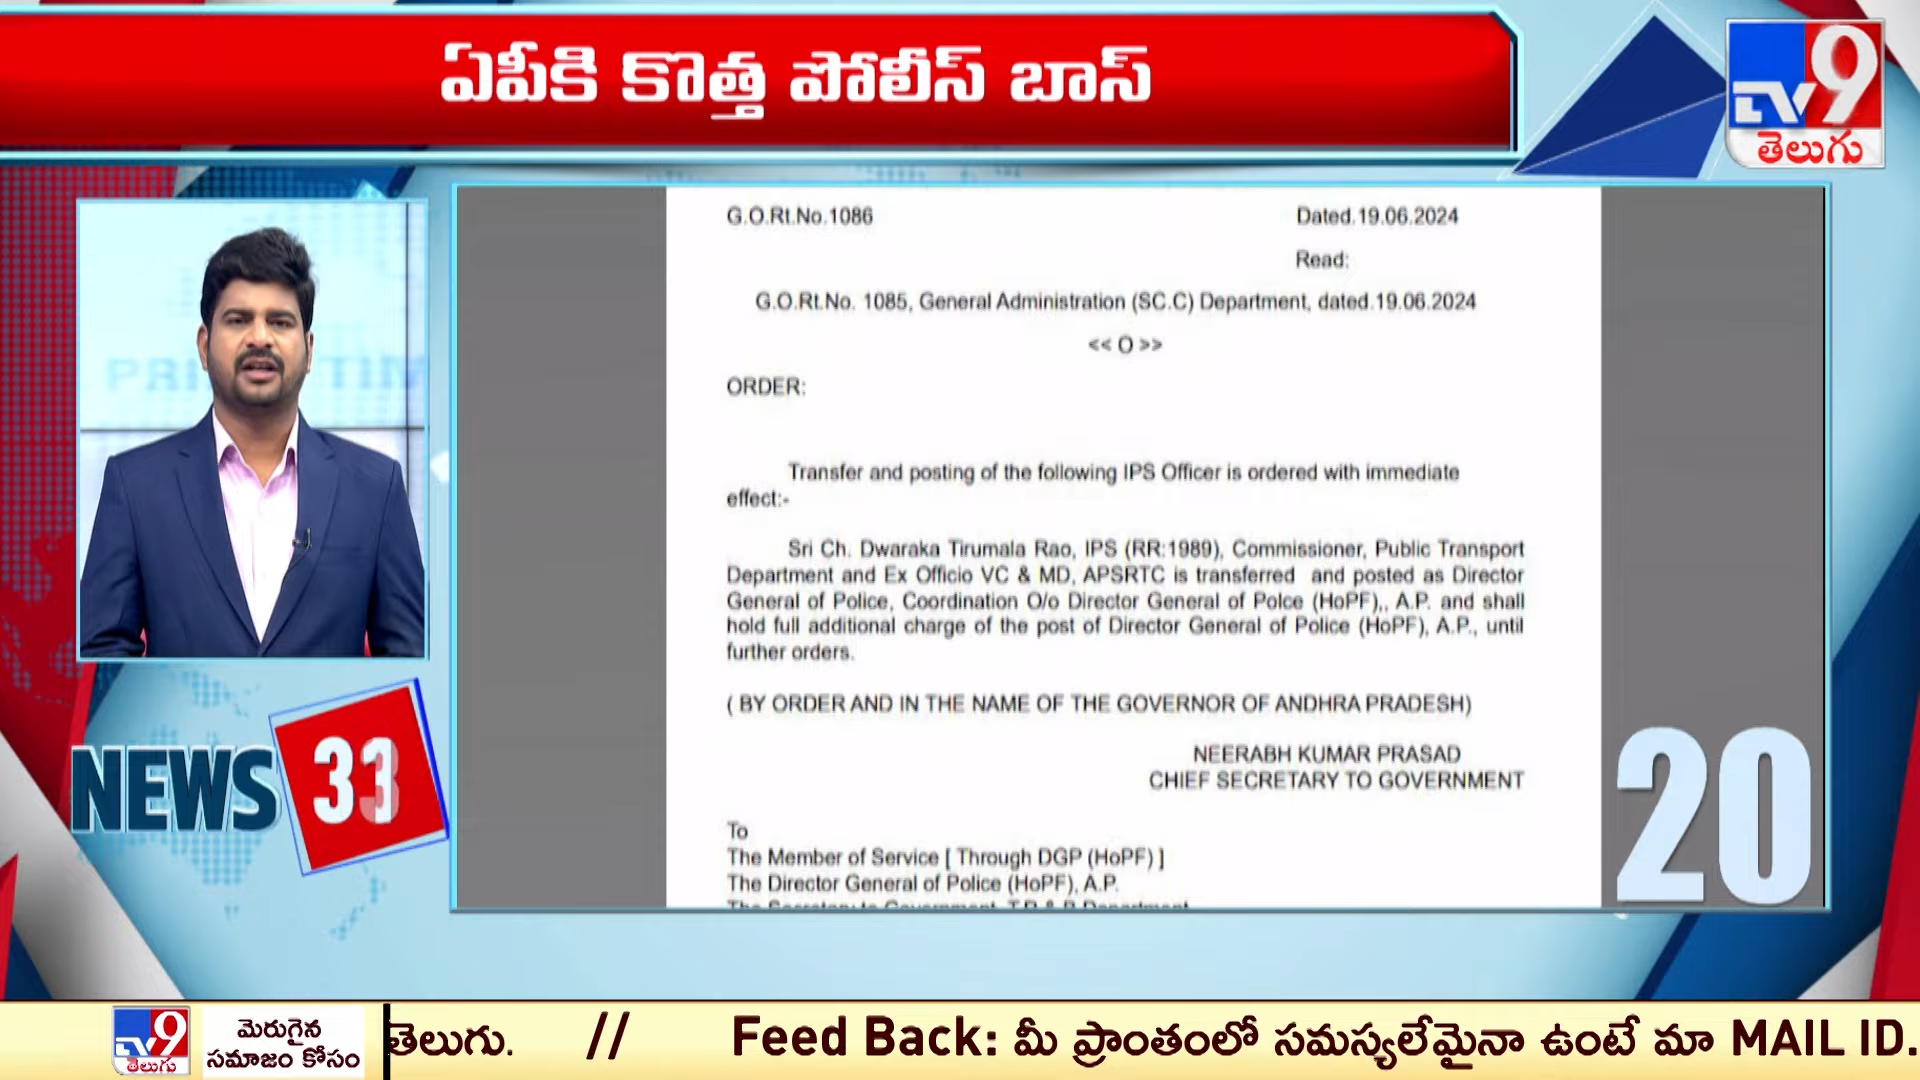 ఏపీకి కొత్త పోలీస్ బాస్
TV9
తెలుగు
G.O.Rt.No.1086
Dated.19.06.2024
Read:
G.O.Rt.No. 1085, General Administration (SC.C) Department, dated.19.06.2024
<< O >>
ORDER:
Transfer and posting of the following IPS Officer is ordered with immediate
effect:-
Sri Ch. Dwaraka Tirumala Rao, IPS (RR:1989), Commissioner, Public Transport
Department and Ex Officio VC & MD, APSRTC is transferred and posted as Director
General of Police, Coordination O/o Director General of Polce (HoPF),, A.P. and shall
hold full additional charge of the post of Director General of Police (HoPF), A.P., until
further orders.
( BY ORDER AND IN THE NAME OF THE GOVERNOR OF ANDHRA PRADESH)
NEERABH KUMAR PRASAD
CHIEF SECRETARY TO GOVERNMENT
To
The Member of Service [ Through DGP (HoPF) ]
The Director General of Police (HoPF), A.P.
NEWS 33
20
TV9
తెలుగు
మెరుగైన
సమాజం కోసం
తెలుగు. // Feed Back: మీ ప్రాంతంలో సమస్యలేమైనా ఉంటే మా MAIL ID.